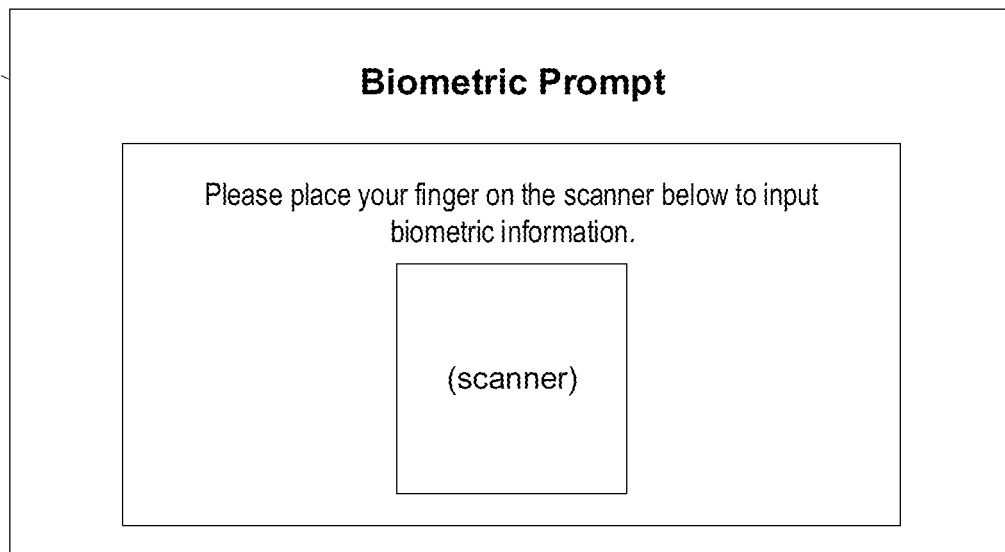 Biometric Prompt
Please place your finger on the scanner below to input
biometric information.
(scanner)